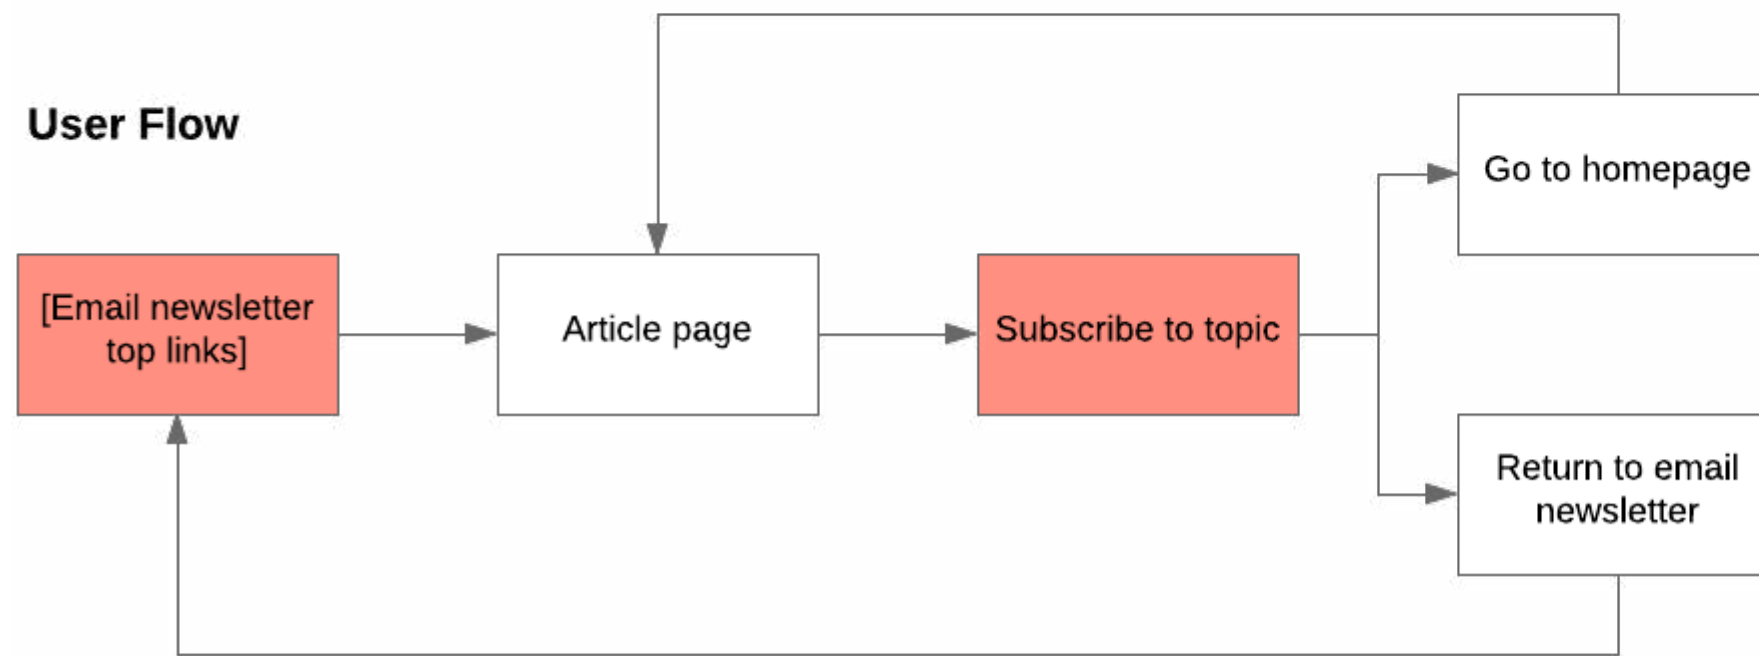 User Flow
[Email newsletter
top links]
Article page
Subscribe to topic
Go to homepage
Return to email
newsletter